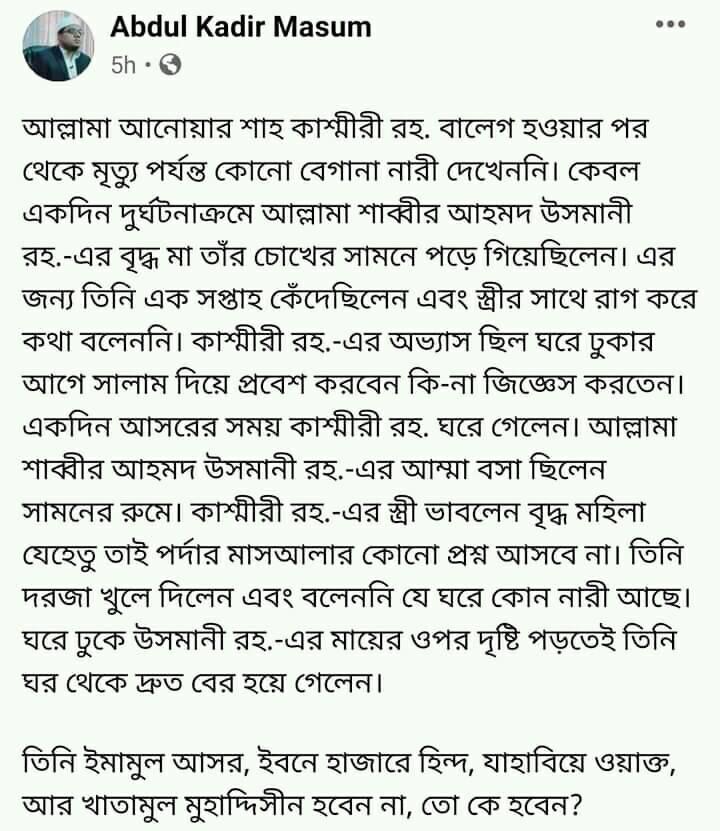 Abdul Kadir Masum
5h
আল্লামা আনোয়ার শাহ কাশ্মীরী রহ. বালেগ হওয়ার পর
থেকে মৃত্যু পর্যন্ত কোনো বেগানা নারী দেখেননি। কেবল
একদিন দুর্ঘটনাক্রমে আল্লামা শাব্বীর আহমদ উসমানী
রহ.-এর বৃদ্ধ মা তাঁর চোখের সামনে পড়ে গিয়েছিলেন। এর
জন্য তিনি এক সপ্তাহ কেঁদেছিলেন এবং স্ত্রীর সাথে রাগ করে
কথা বলেননি। কাশ্মীরী রহ.-এর অভ্যাস ছিল ঘরে ঢুকার
আগে সালাম দিয়ে প্রবেশ করবেন কি-না জিজ্ঞেস করতেন।
একদিন আসরের সময় কাশ্মীরী রহ. ঘরে গেলেন। আল্লামা
শাব্বীর আহমদ উসমানী রহ.-এর আম্মা বসা ছিলেন
সামনের রুমে। কাশ্মীরী রহ.-এর স্ত্রী ভাবলেন বৃদ্ধ মহিলা
যেহেতু তাই পর্দার মাসআলার কোনো প্রশ্ন আসবে না। তিনি
দরজা খুলে দিলেন এবং বলেননি যে ঘরে কোন নারী আছে।
ঘরে ঢুকে উসমানী রহ.-এর মায়ের ওপর দৃষ্টি পড়তেই তিনি
ঘর থেকে দ্রুত বের হয়ে গেলেন।
তিনি ইমামুল আসর, ইবনে হাজারে হিন্দ, যাহাবিয়ে ওয়াক্ত,
আর খাতামুল মুহাদ্দিসীন হবেন না, তো কে হবেন?